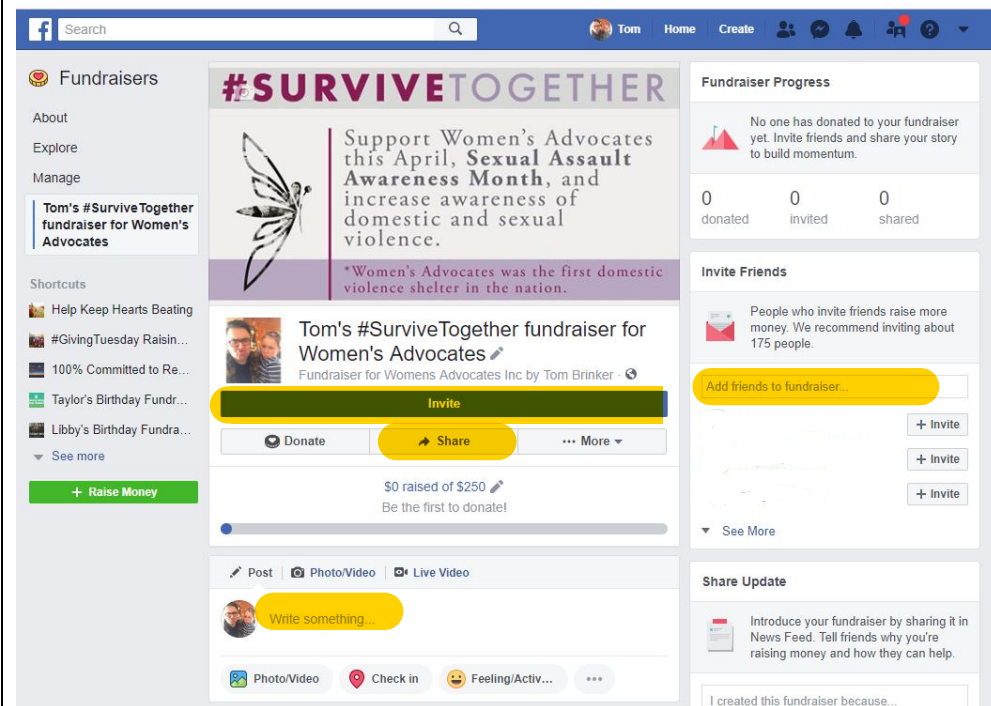 f Search Tom Home Create
Fundraisers
About
Explore
Manage
Tom's #SurviveTogether
fundraiser for Women's
Advocates
Shortcuts
Help Keep Hearts Beating
#GivingTuesday Raisin...
100% Committed to Re...
Taylor's Birthday Fundr...
Libby's Birthday Fundra...
See more
+ Raise Money
#SURVIVETOGETHER
Support Women's Advocates
this April, Sexual Assault
Awareness Month, and
increase awareness of
domestic and sexual
violence.
*Women's Advocates was the first domestic
violence shelter in the nation.
Tom's #SurviveTogether fundraiser for
Women's Advocates
Fundraiser for Womens Advocates Inc by Tom Brinker ·
Invite
Donate Share ··· More
$0 raised of $250
Be the first to donate!
Post Photo/Video Live Video
Write something...
Photo/Video Check in Feeling/Activ... ···
Fundraiser Progress
No one has donated to your fundraiser
yet. Invite friends and share your story
to build momentum.
0 0 0
donated invited shared
Invite Friends
People who invite friends raise more
money. We recommend inviting about
175 people.
Add friends to fundraiser...
+ Invite
+ Invite
+ Invite
See More
Share Update
Introduce your fundraiser by sharing it in
News Feed. Tell friends why you're
raising money and how they can help.
I created this fundraiser because...